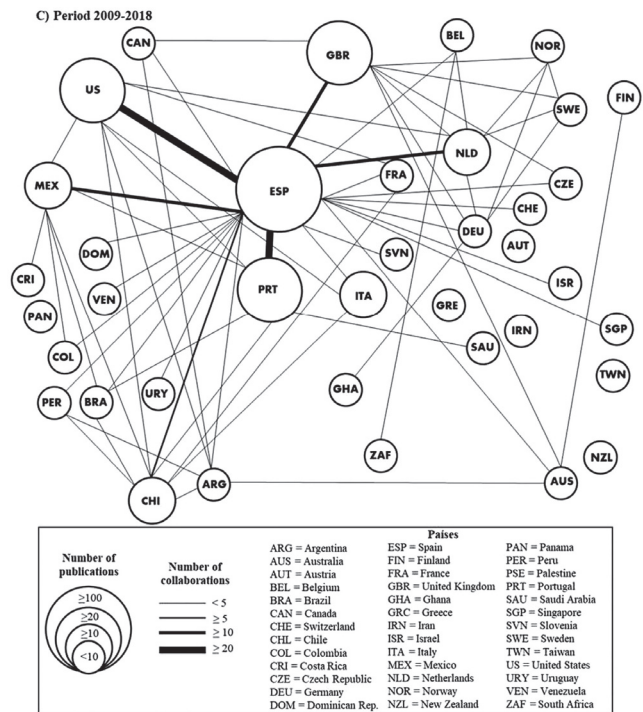 C) Period 2009-2018
CAN
GBR
BEL
NOR
US
FIN
SWE
NLD
MEX
ESP
FRA
CZE
CHE
DEU
AUT
DOM
SVN
CRI
VEN
PRT
ITA
ISR
PAN
GRE
IRN
SGP
COL
SAU
TWN
PER
BRA
URY
GHA
ZAF
NZL
CHI
ARG
AUS
Países
Number of
publications
≥100
≥20
≥10
<10
Number of
collaborations
< 5
≥ 5
≥ 10
≥ 20
ARG = Argentina
AUS = Australia
AUT = Austria
BEL = Belgium
BRA = Brazil
CAN = Canada
CHE = Switzerland
CHL = Chile
COL = Colombia
CRI = Costa Rica
CZE = Czech Republic
DEU = Germany
DOM = Dominican Rep.
ESP = Spain
FIN = Finland
FRA = France
GBR = United Kingdom
GHA = Ghana
GRC = Greece
IRN = Iran
ISR = Israel
ITA = Italy
MEX = Mexico
NLD = Netherlands
NOR = Norway
NZL = New Zealand
PAN = Panama
PER = Peru
PSE = Palestine
PRT = Portugal
SAU = Saudi Arabia
SGP = Singapore
SVN = Slovenia
SWE = Sweden
TWN = Taiwan
US = United States
URY = Uruguay
VEN = Venezuela
ZAF = South Africa